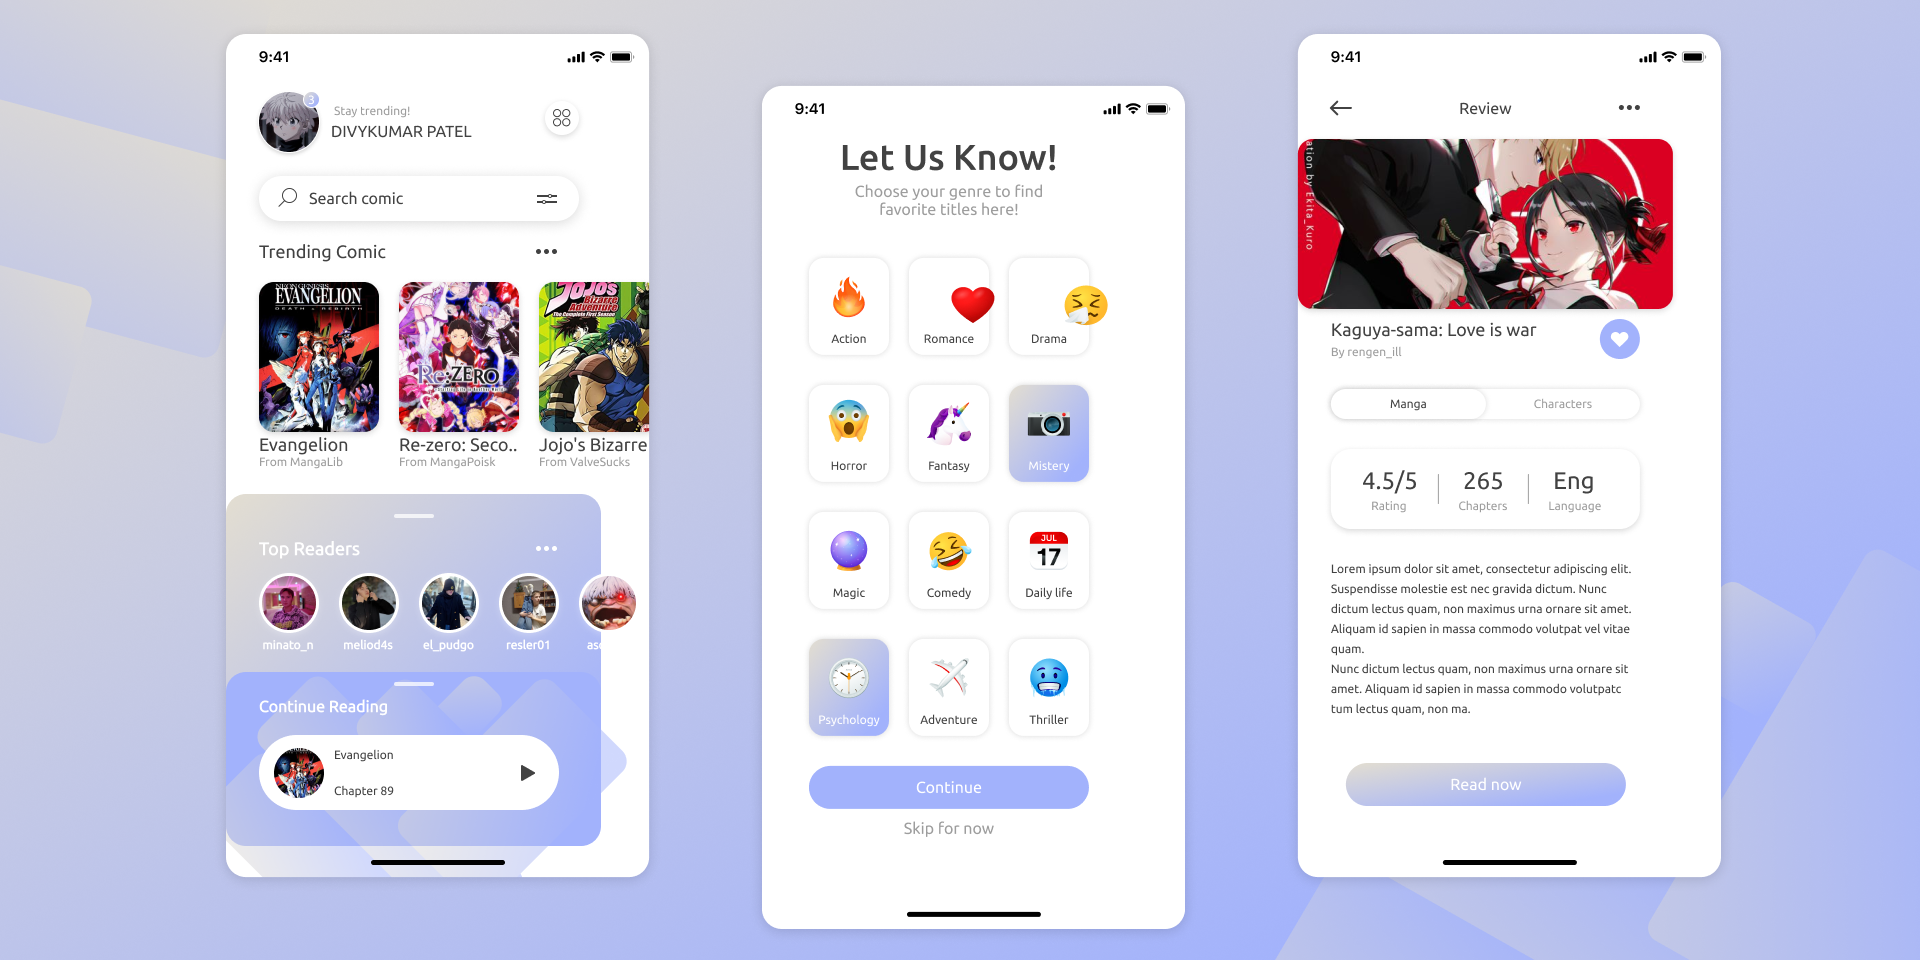 9:41
3
Stay trending!
DIVYKUMAR PATEL
Search comic
Trending Comic
NEON GENESIS
EVANGELION
DEATH & REBIRTH
Re:ZERO
JOJO'S
Bizarre
Adventure
The Complete First Season
Evangelion
From MangaLib
Re-zero: Seco..
From MangaPoisk
Jojo's Bizarre
From ValveSucks
Top Readers
minato_n
meliod4s
el_pudgo
resler01
Continue Reading
Evangelion
Chapter 89
9:41
Let Us Know!
Choose your genre to find
favorite titles here!
Action
Romance
Drama
Horror
Fantasy
Mistery
Magic
Comedy
JUL
17
Daily life
Psychology
Adventure
Thriller
Continue
Skip for now
9:41
Review
ation by Ekita_Kuro
Kaguya-sama: Love is war
By rengen_ill
Manga
Characters
4.5/5
Rating
265
Chapters
Eng
Language
Lorem ipsum dolor sit amet, consectetur adipiscing elit.
Suspendisse molestie est nec gravida dictum. Nunc
dictum lectus quam, non maximus urna ornare sit amet.
Aliquam id sapien in massa commodo volutpat vel vitae
quam.
Nunc dictum lectus quam, non maximus urna ornare sit
amet. Aliquam id sapien in massa commodo volutpatc
tum lectus quam, non ma.
Read now